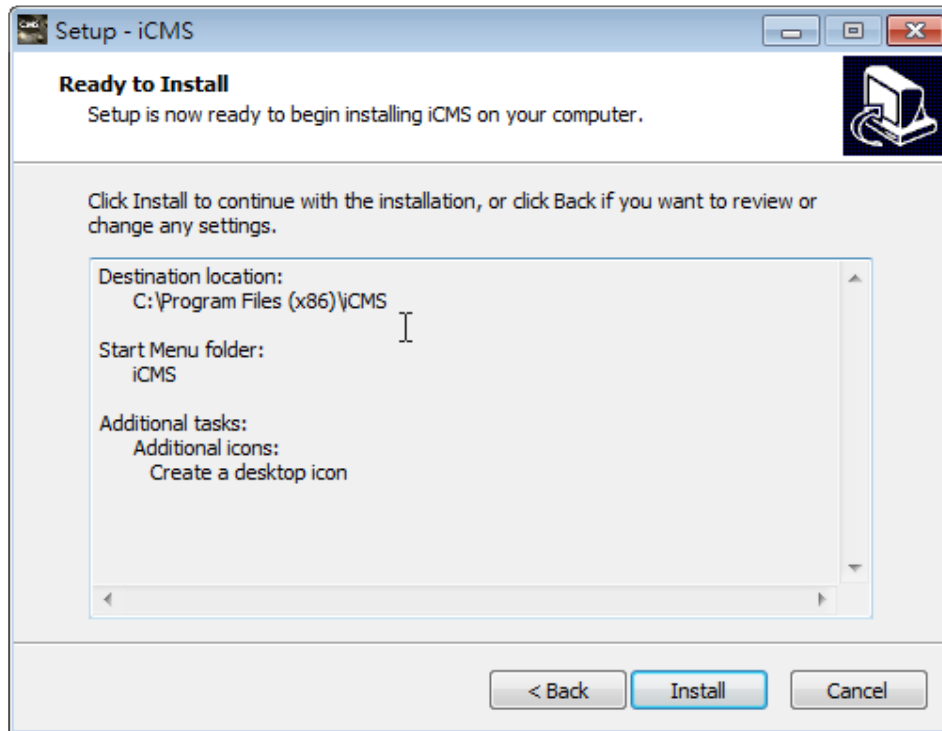 Setup - iCMS
Ready to Install
Setup is now ready to begin installing iCMS on your computer.
Click Install to continue with the installation, or click Back if you want to review or
change any settings.
Destination location:
C:\Program Files (x86)\iCMS
Start Menu folder:
iCMS
Additional tasks:
Additional icons:
Create a desktop icon
< Back Install Cancel